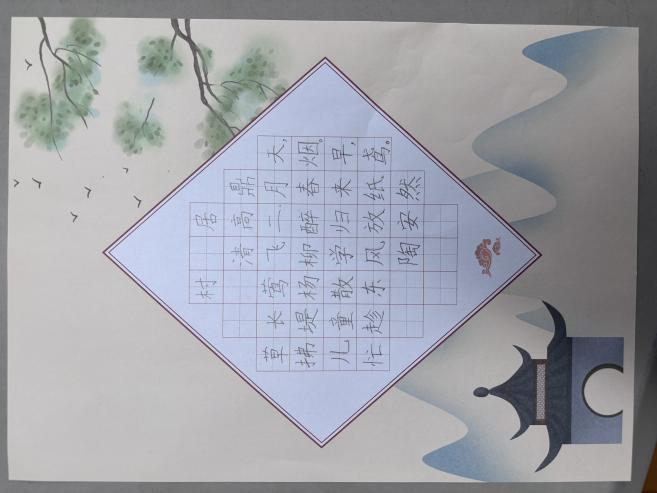 村居
清 高鼎
草长莺飞二月天，
拂堤杨柳醉春烟。
儿童散学归来早，
忙趁东风放纸鸢。
陶安然